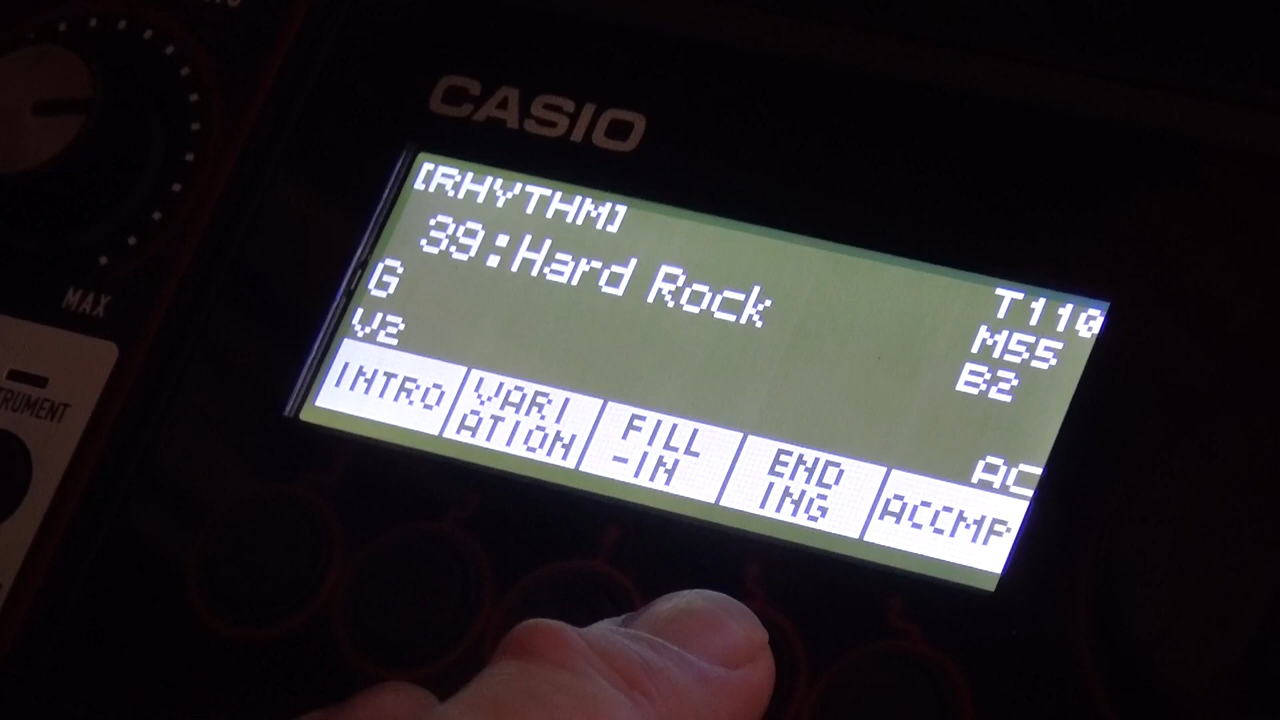 CASIO
[RHYTHM]
39:Hard Rock
G
T110
V2
M55
B2
AC
INTRO
VARI
ATION
FILL
-IN
END
ING
ACCMP
MAX